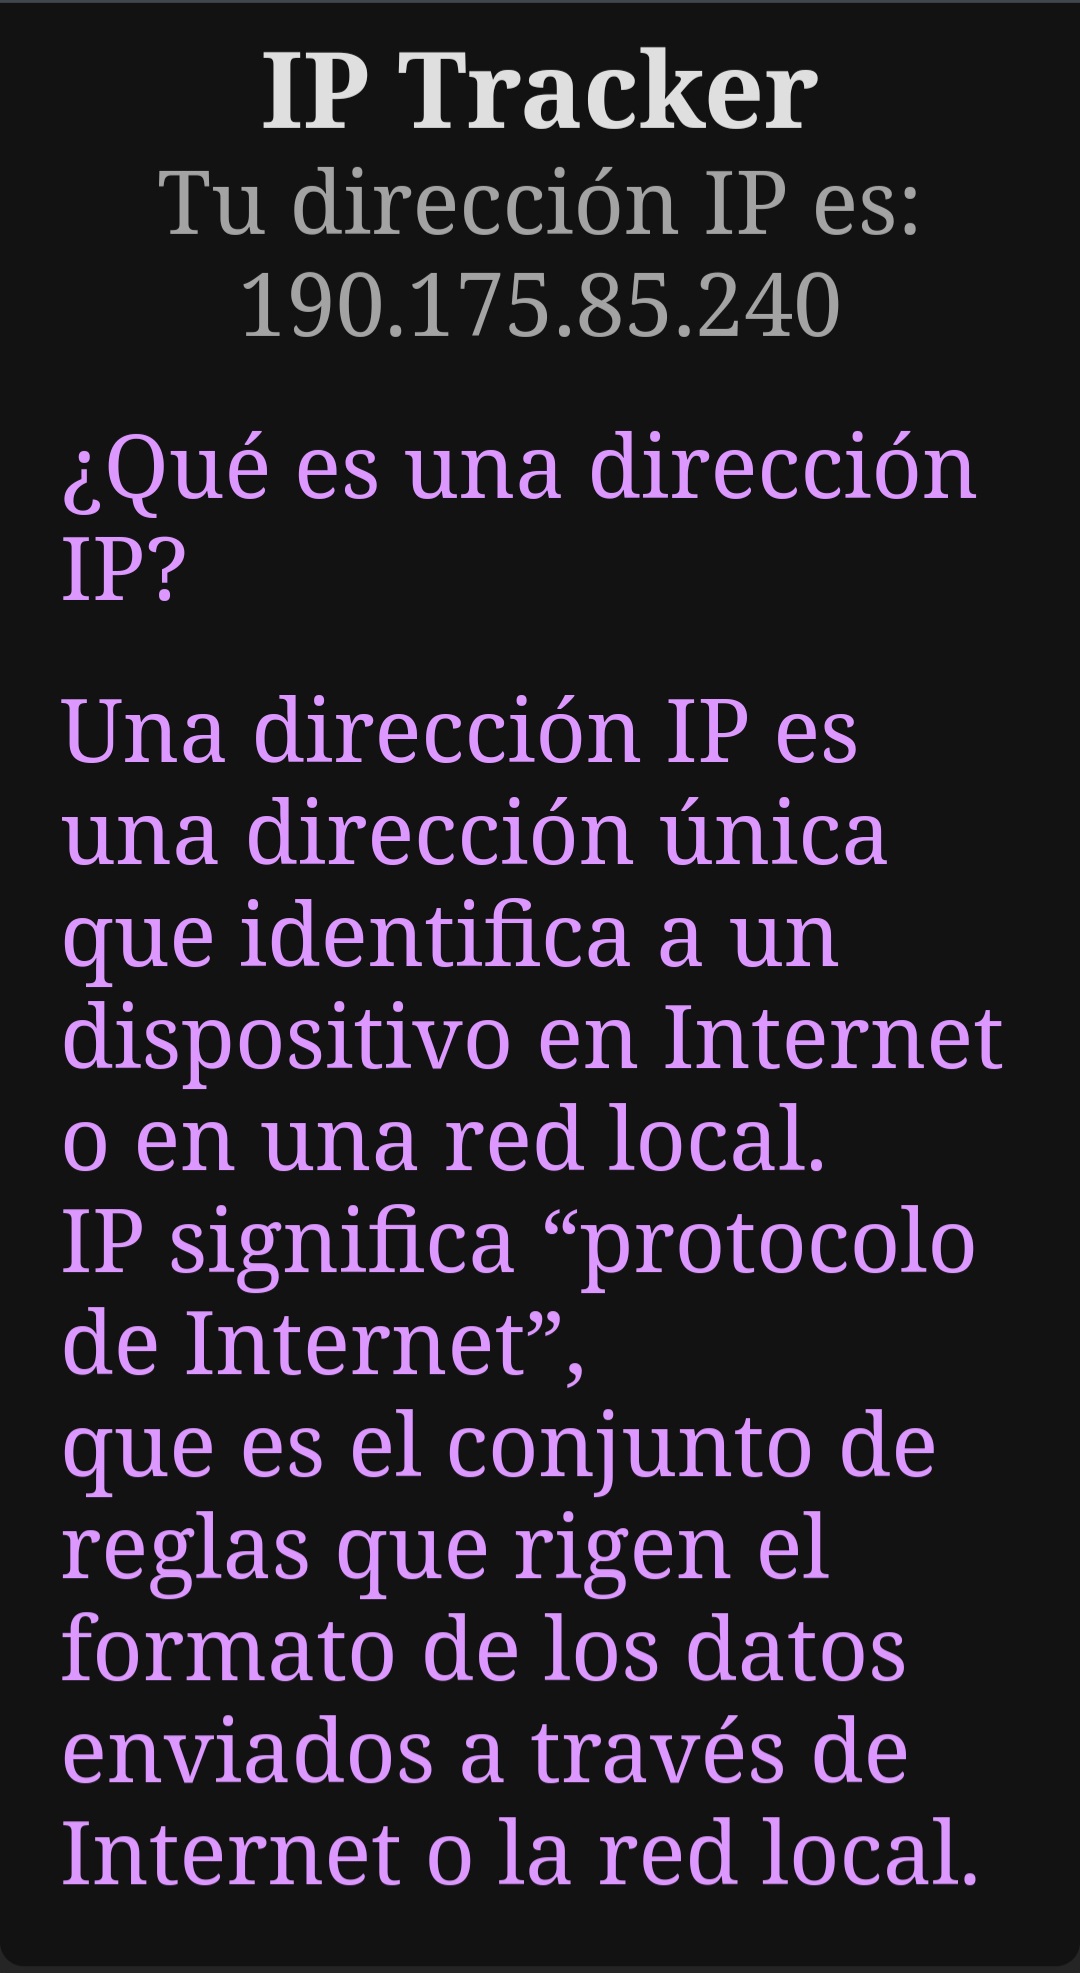 IP Tracker
Tu dirección IP es:
190.175.85.240
¿Qué es una dirección
IP?
Una dirección IP es
una dirección única
que identifica a un
dispositivo en Internet
o en una red local.
IP significa “protocolo
de Internet”,
que es el conjunto de
reglas que rigen el
formato de los datos
enviados a través de
Internet o la red local.